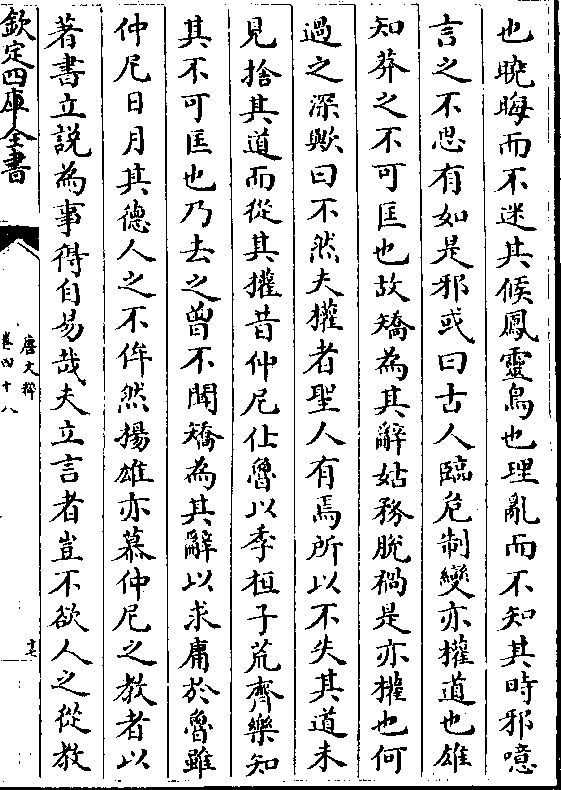 也曉晦而不迷其候鳳靈鳥也理亂而不知其時邪噫
言之不思有如是邪或曰古人臨危制變亦權道也雄
知莽之不可匡也故矯為其辭姑務脫禍是亦權也何
過之深歟曰不然夫權者聖人有焉所以不失其道未
見捨其道而從其權昔仲尼仕魯以季桓子荒齊樂知
其不可匡也乃去之曾不聞矯為其辭以求庸於魯雖
仲尼日月其德人之不侔然揚雄亦慕仲尼之教者以
著書立說為事得自易哉夫立言者豈不欲人之從教
欽定四庫全書
唐文粹
卷四十八